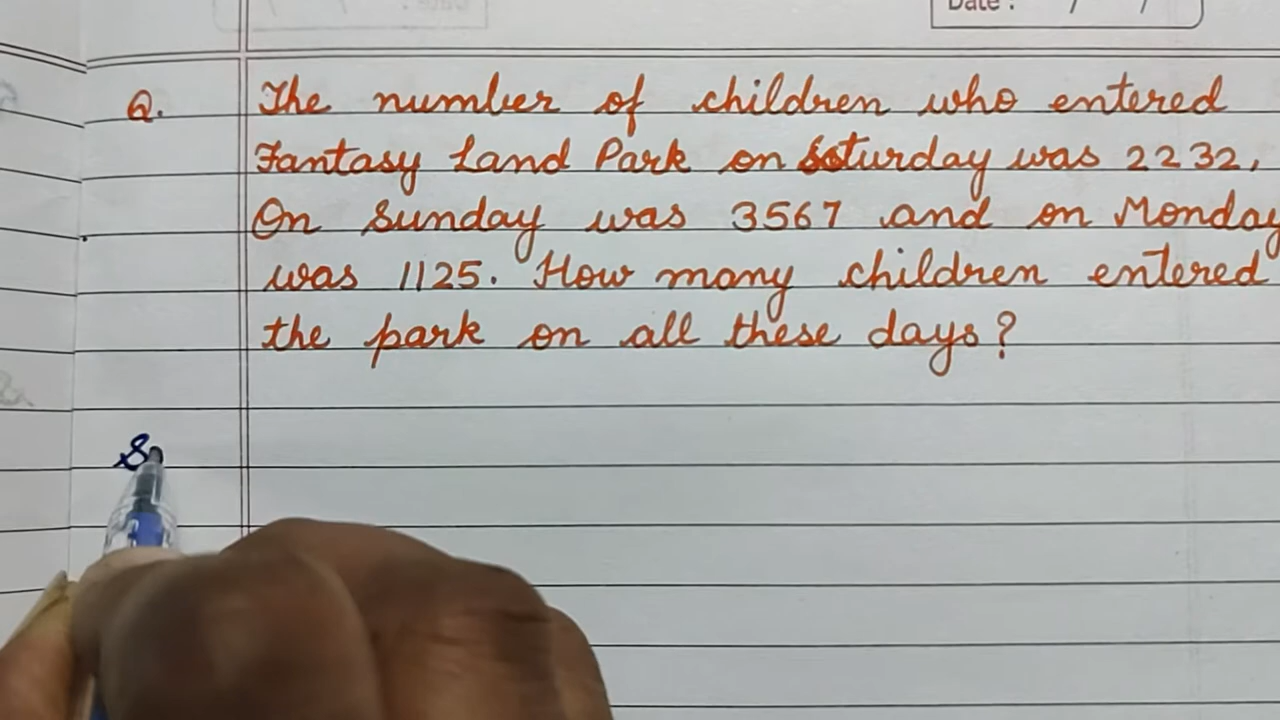 Date : / /
Q. The number of children who entered
Fantasy Land Park on Saturday was 2232,
On Sunday was 3567 and on Monday
was 1125. How many children entered
the park on all these days?
S